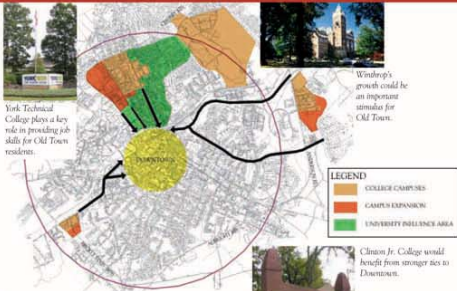 York Technical
College plays a key
role in providing job
skills for Old Town
residents.
Winthrop's
growth could be
an important
stimulus for
Old Town.
DOWNTOWN
LEGEND
COLLEGE CAMPUSES
CAMPUS EXPANSION
UNIVERSITY INFLUENCE AREA
Clinton Jr. College would
benefit from stronger ties to
Downtown.